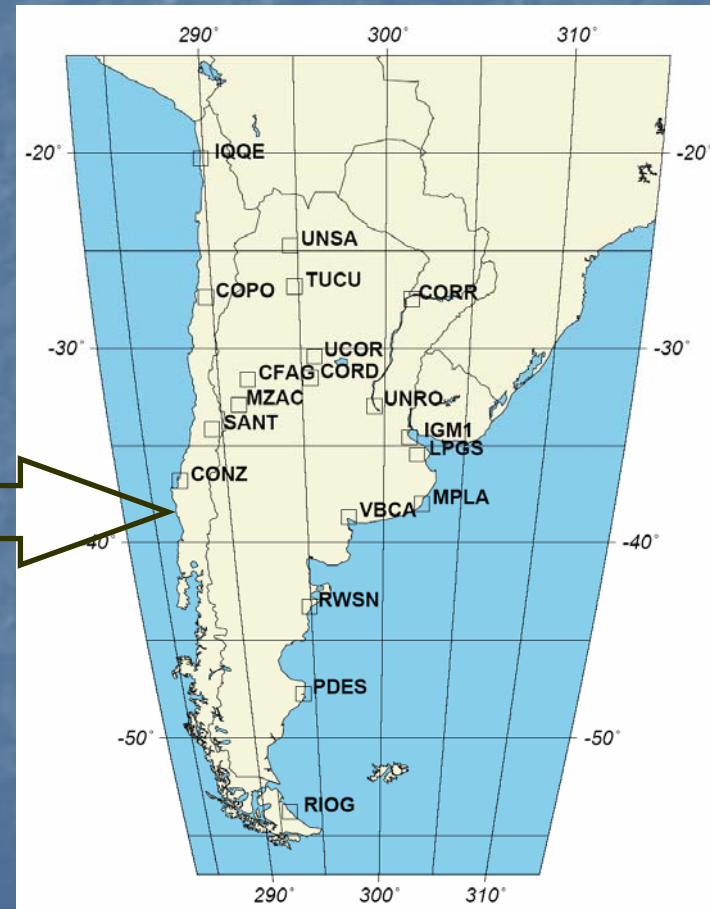 290° 300° 310°
-20° -20°
IQQE
UNSA
TUCU
COPO CORR
-30° UCOR -30°
CFAG CORD
MZAC UNRO
SANT IGM1
LPGS
CONZ
MPLA
VBCA
-40° -40°
RWSN
PDES
-50° -50°
RIOG
290° 300° 310°